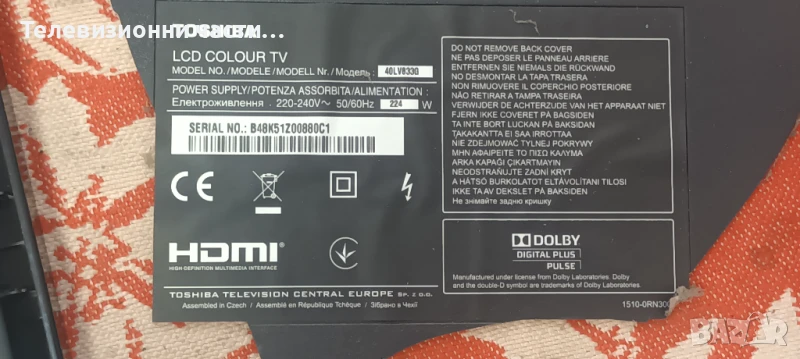 Телевизионни
TOSHIBA
LCD COLOUR TV
MODEL NO./MODELE/MODELL Nr./Модель: 40LV833G
POWER SUPPLY/POTENZA ASSORBITA/ALIMENTATION :
Електроживлення : 220-240V~ 50/60Hz 224 W
SERIAL NO.: B48K51Z00880C1
CE
HDMI
HIGH-DEFINITION MULTIMEDIA INTERFACE
TOSHIBA TELEVISION CENTRAL EUROPE sp. z o.o.
Assembled in Czech / Assemblé en République Tchèque / Зібрано в Чехії
DO NOT REMOVE BACK COVER
NE PAS DEPOSER LE PANNEAU ARRIERE
ENTFERNEN SIE NIEMALS DIE RÜCKWAND
NO DESMONTAR LA TAPA TRASERA
NON RIMUOVERE IL COPERCHIO POSTERIORE
NÃO RETIRAR A TAMPA TRASEIRA
VERWIJDER DE ACHTERZIJDE VAN HET APPARAAT NIET
FJERN IKKE COVERET PÅ BAGSIDEN
TA INTE BORT LUCKAN PÅ BAKSIDAN
TAKAKANTTA EI SAA IRROTTAA
NIE ZDEJMOWAĆ TYLNEJ POKRYWY
ΜΗΝ ΑΦΑΙΡΕΙΤΕ ΤΟ ΠΙΣΩ ΚΑΛΥΜΑ
ARKA KAPAĞI ÇIKARTMAYIN
NEODSTRAŇUJTE ZADNÍ KRYT
A HÁTSÓ BURKOLATOT ELTÁVOLÍTANI TILOS
IKKE TA AV DEKSLET PÅ BAKSIDEN
Не знімайте задню кришку
DOLBY
DIGITAL PLUS
PULSE
Manufactured under license from Dolby Laboratories. Dolby
and the double-D symbol are trademarks of Dolby Laboratories.
1510-0RN300
bazar